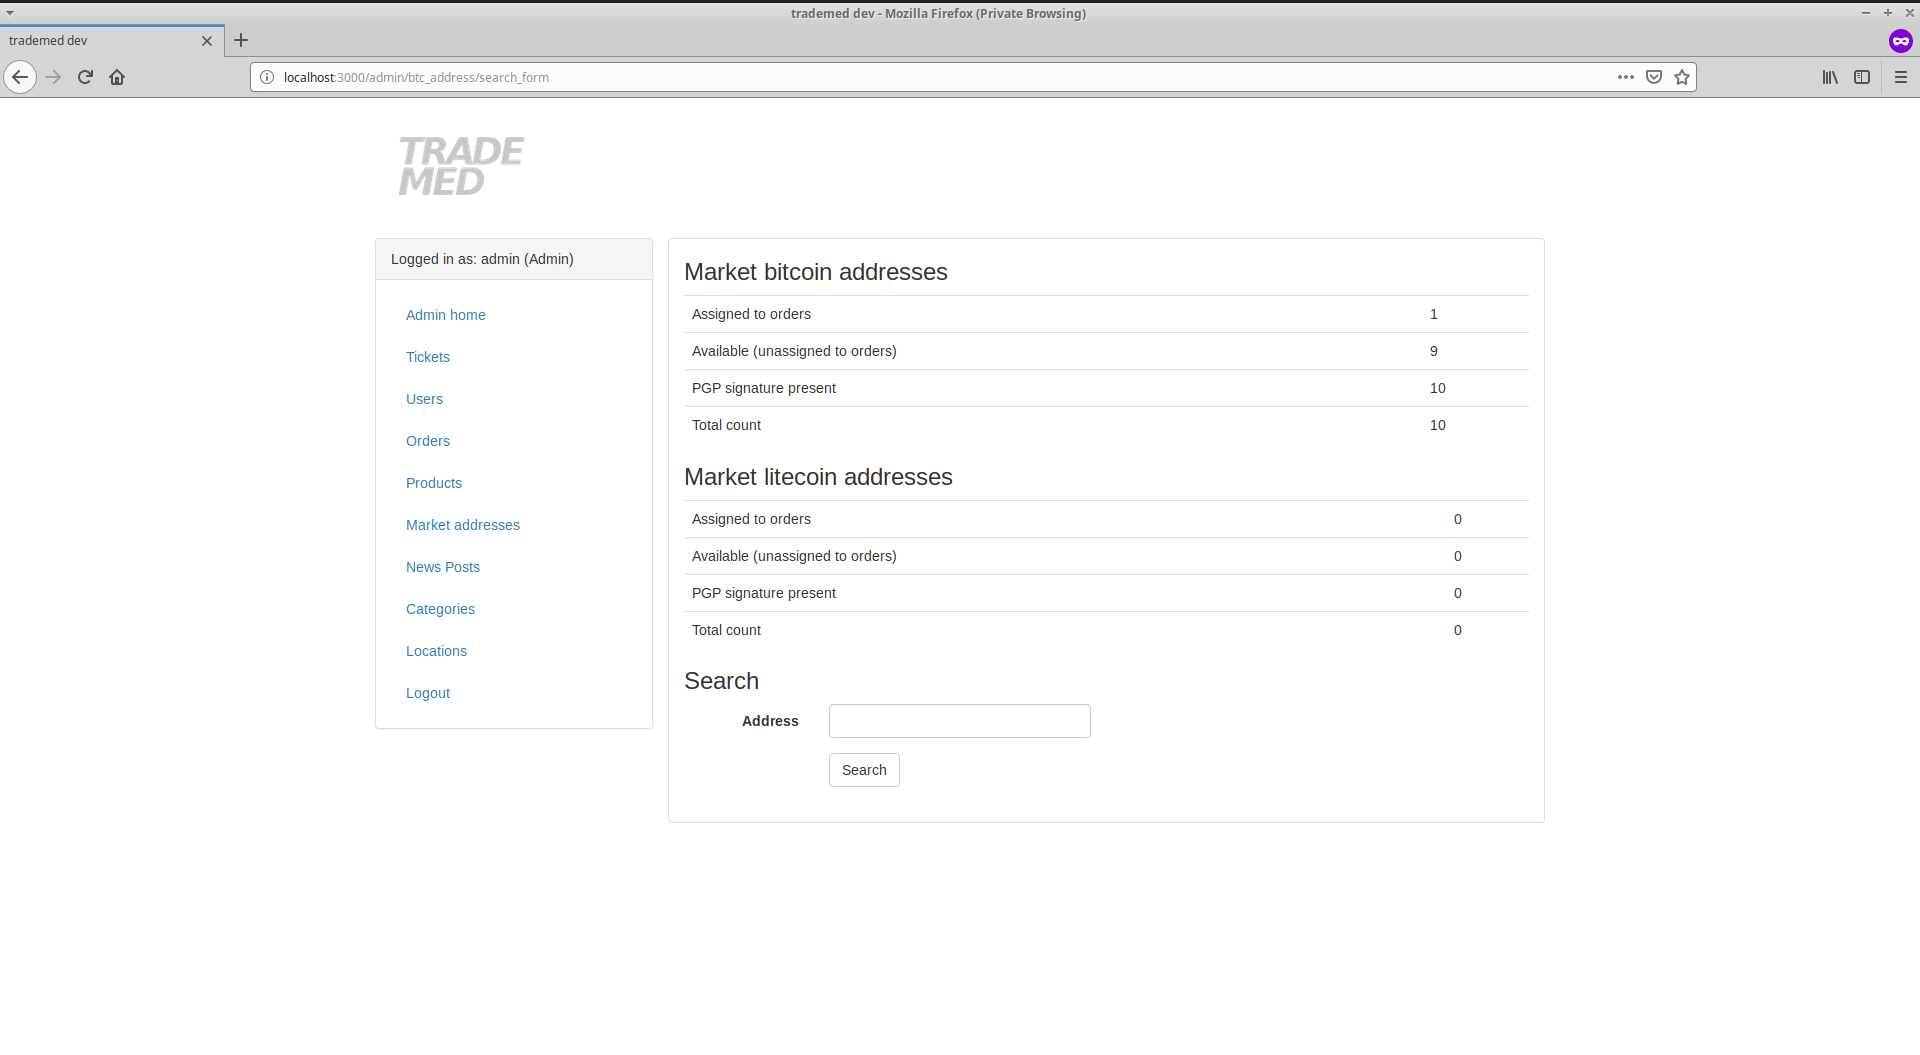 trademed dev - Mozilla Firefox (Private Browsing)
trademed dev
localhost:3000/admin/btc_address/search_form
TRADE
MED
Logged in as: admin (Admin)
Admin home
Tickets
Users
Orders
Products
Market addresses
News Posts
Categories
Locations
Logout
Market bitcoin addresses
Assigned to orders 1
Available (unassigned to orders) 9
PGP signature present 10
Total count 10
Market litecoin addresses
Assigned to orders 0
Available (unassigned to orders) 0
PGP signature present 0
Total count 0
Search
Address
Search